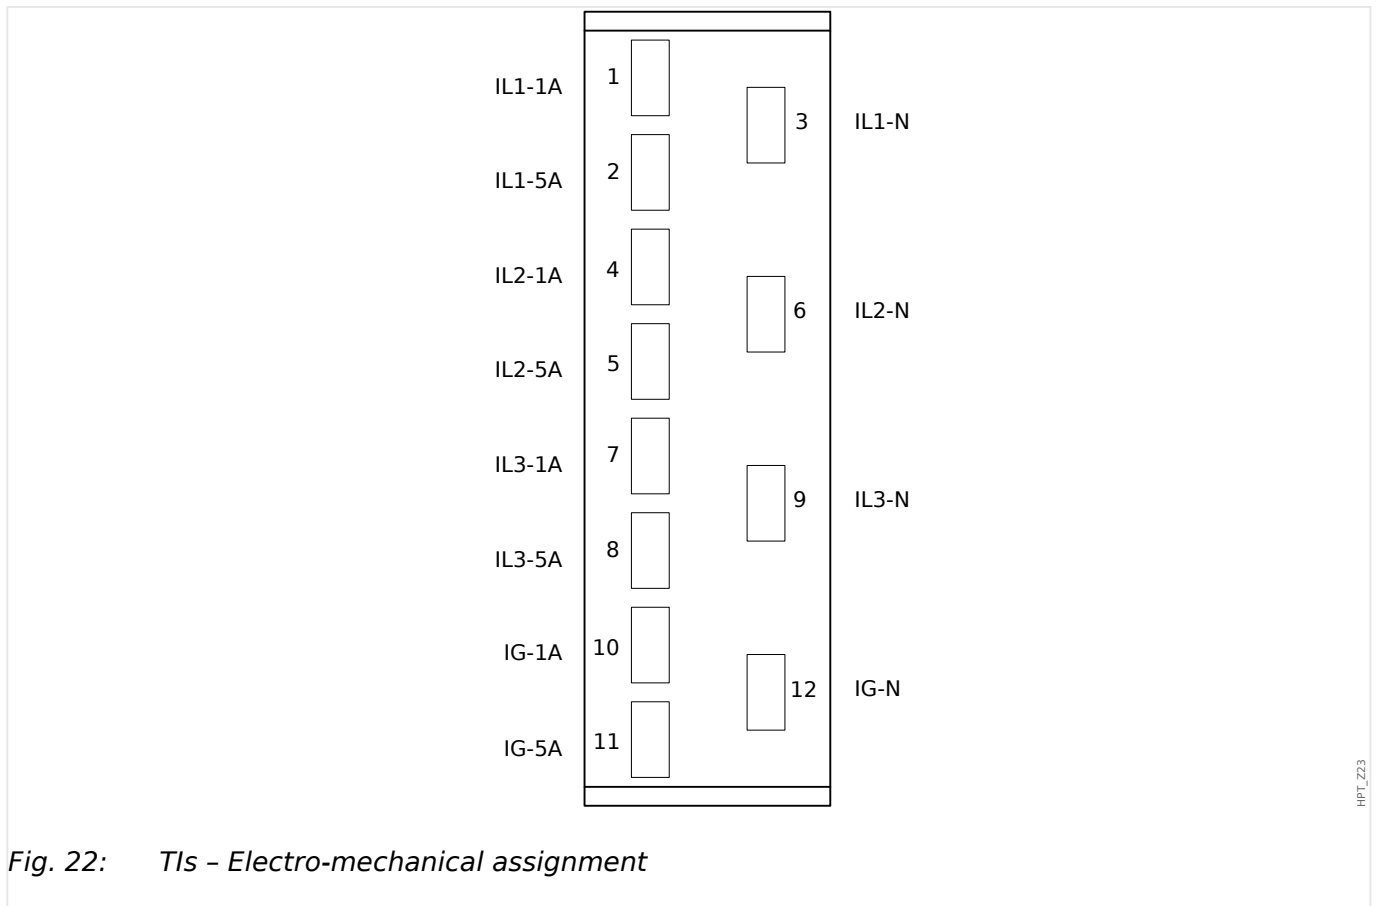 IL1-1A
1
3
IL1-N
IL1-5A
2
IL2-1A
4
6
IL2-N
IL2-5A
5
IL3-1A
7
9
IL3-N
IL3-5A
8
IG-1A
10
12
IG-N
IG-5A
11
HPT_Z23
Fig. 22: TIs – Electro-mechanical assignment